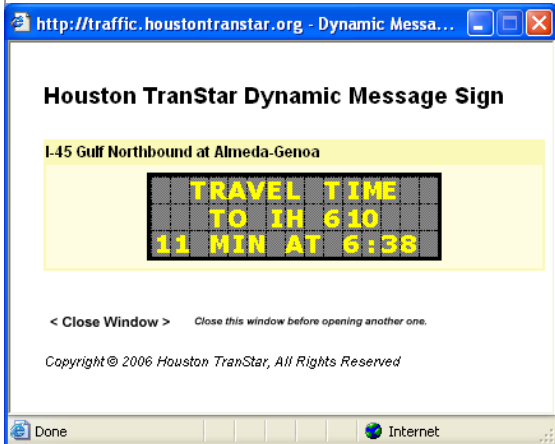 http://traffic.houstontranstar.org - Dynamic Messa...
Houston TranStar Dynamic Message Sign
I-45 Gulf Northbound at Almeda-Genoa
TRAVEL TIME
TO IH 610
11 MIN AT 6:38
< Close Window > Close this window before opening another one.
Copyright © 2006 Houston TranStar, All Rights Reserved
Done Internet